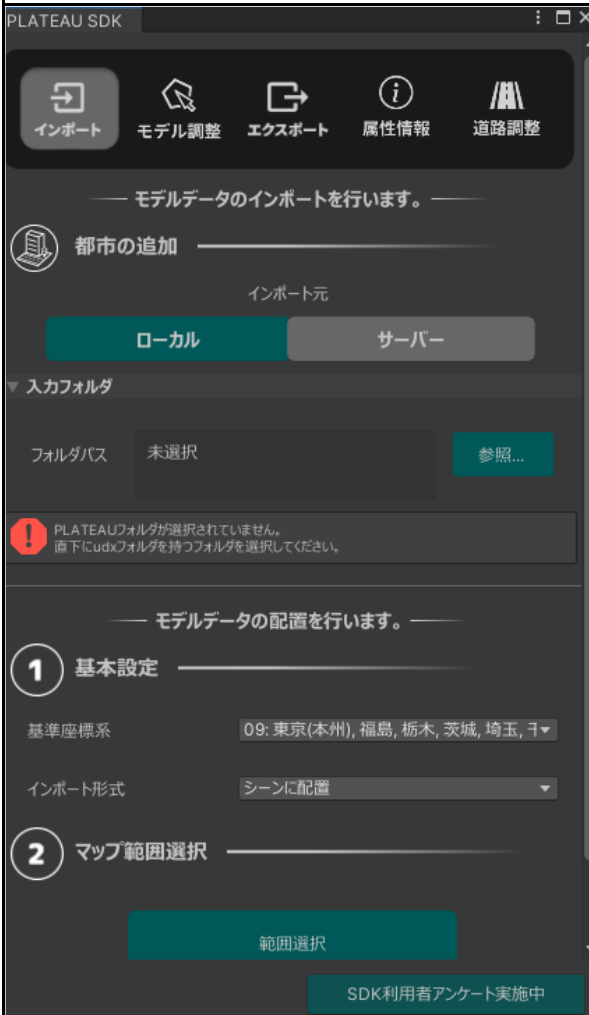 PLATEAU SDK
インポート
モデル調整
エクスポート
属性情報
道路調整
モデルデータのインポートを行います。
都市の追加
インポート元
ローカル
サーバー
入力フォルダ
フォルダパス
未選択
参照...
PLATEAUフォルダが選択されていません。
直下にudxフォルダを持つフォルダを選択してください。
モデルデータの配置を行います。
1 基本設定
基準座標系
09: 東京(本州), 福島, 栃木, 茨城, 埼玉,
インポート形式
シーンに配置
2 マップ範囲選択
範囲選択
SDK利用者アンケート実施中